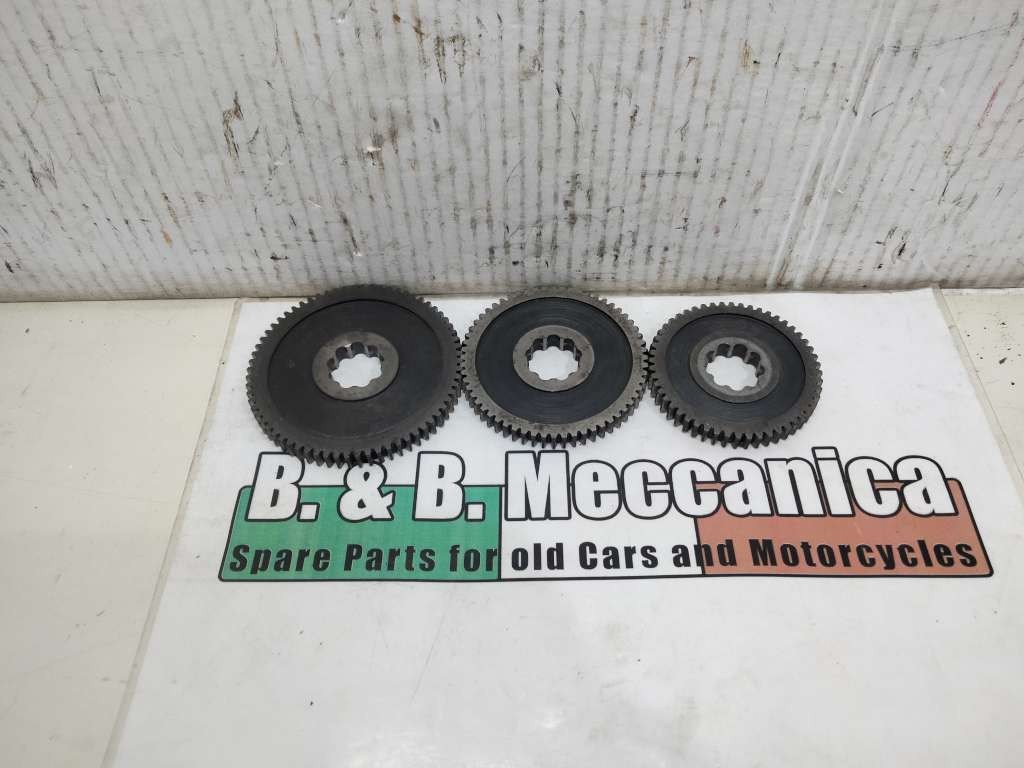 B. & B. Meccanica
Spare Parts for old Cars and Motorcycles